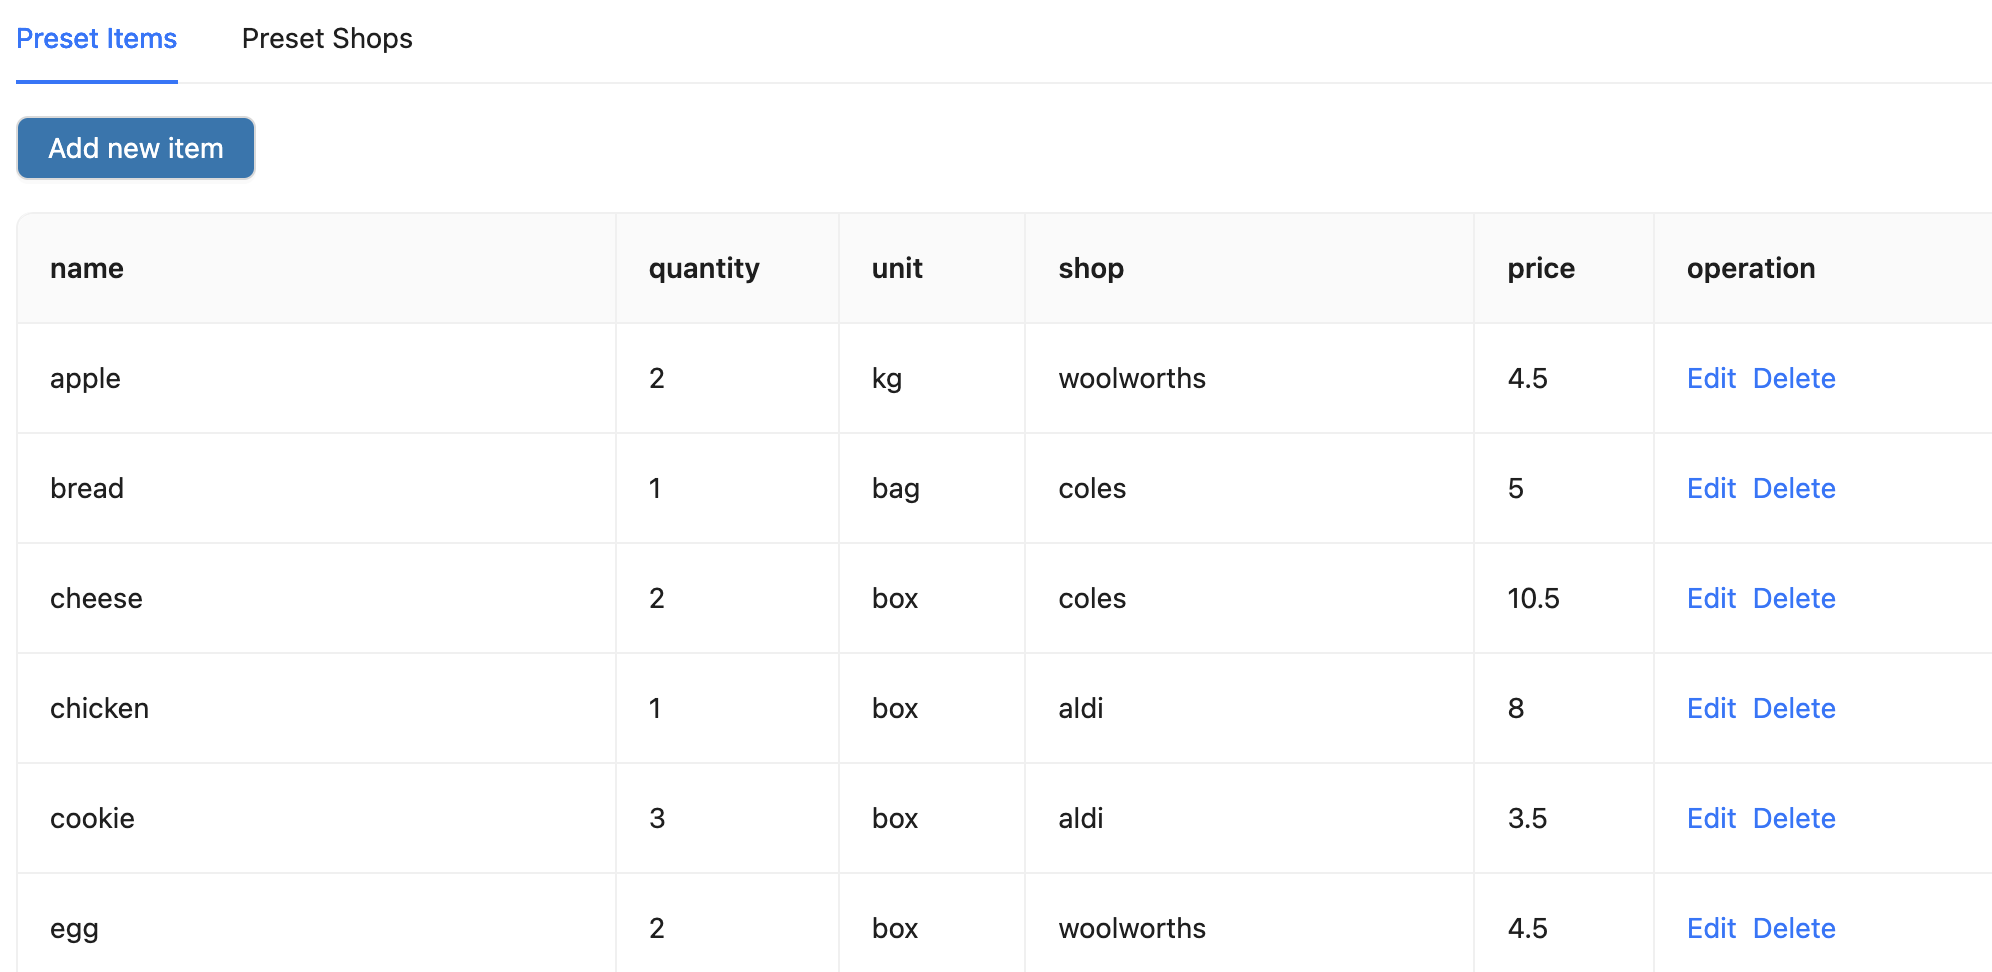 Preset Items Preset Shops
Add new item
name quantity unit shop price operation
apple 2 kg woolworths 4.5 Edit Delete
bread 1 bag coles 5 Edit Delete
cheese 2 box coles 10.5 Edit Delete
chicken 1 box aldi 8 Edit Delete
cookie 3 box aldi 3.5 Edit Delete
egg 2 box woolworths 4.5 Edit Delete